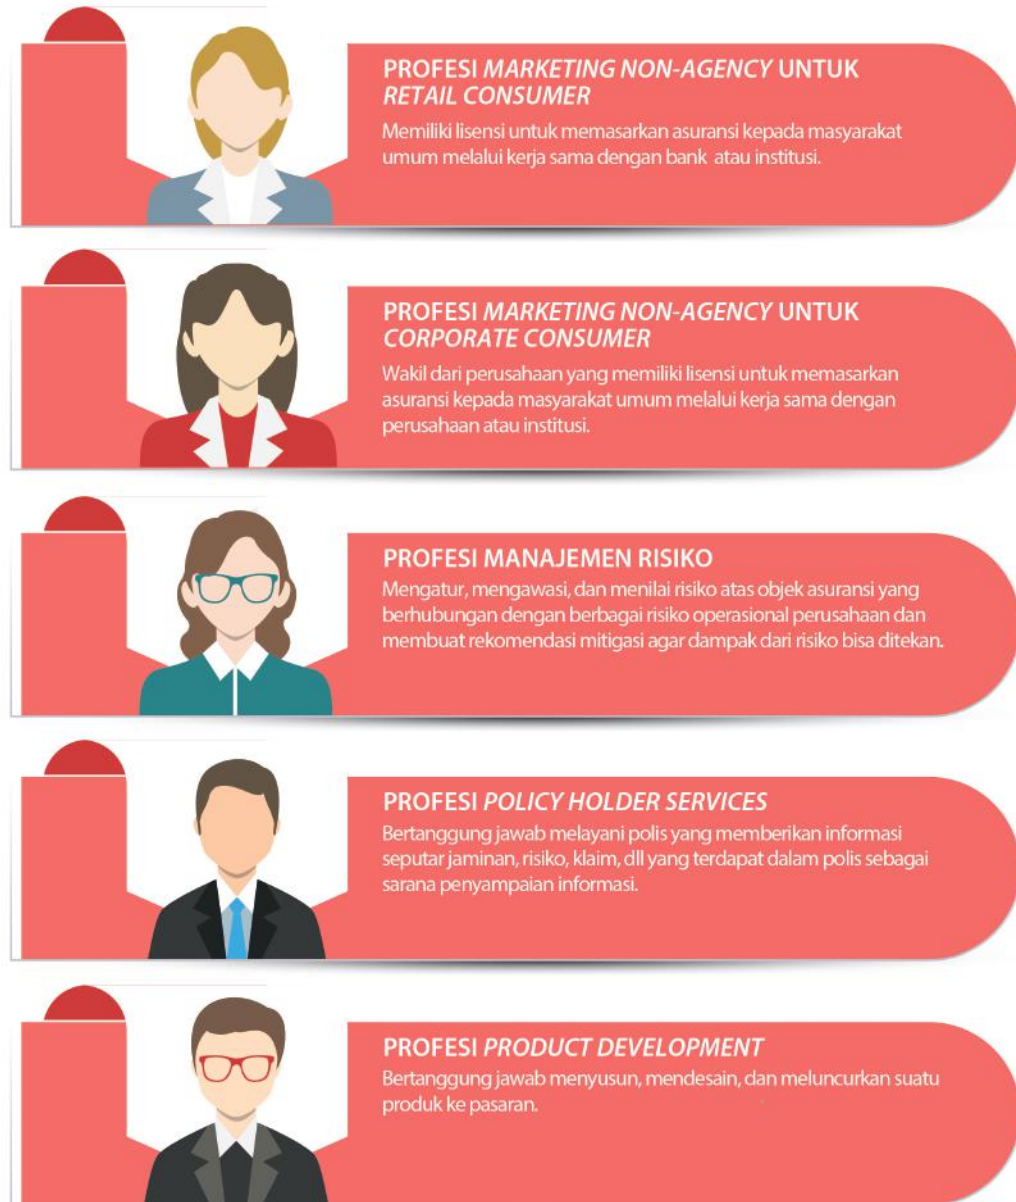 PROFESI MARKETING NON-AGENCY UNTUK
RETAIL CONSUMER
Memiliki lisensi untuk memasarkan asuransi kepada masyarakat
umum melalui kerja sama dengan bank atau institusi.
PROFESI MARKETING NON-AGENCY UNTUK
CORPORATE CONSUMER
Wakil dari perusahaan yang memiliki lisensi untuk memasarkan
asuransi kepada masyarakat umum melalui kerja sama dengan
perusahaan atau institusi.
PROFESI MANAJEMEN RISIKO
Mengatur, mengawasi, dan menilai risiko atas objek asuransi yang
berhubungan dengan berbagai risiko operasional perusahaan dan
membuat rekomendasi mitigasi agar dampak dari risiko bisa ditekan.
PROFESI POLICY HOLDER SERVICES
Bertanggung jawab melayani polis yang memberikan informasi
seputar jaminan, risiko, klaim, dll yang terdapat dalam polis sebagai
sarana penyampaian informasi.
PROFESI PRODUCT DEVELOPMENT
Bertanggung jawab menyusun, mendesain, dan meluncurkan suatu
produk ke pasaran.